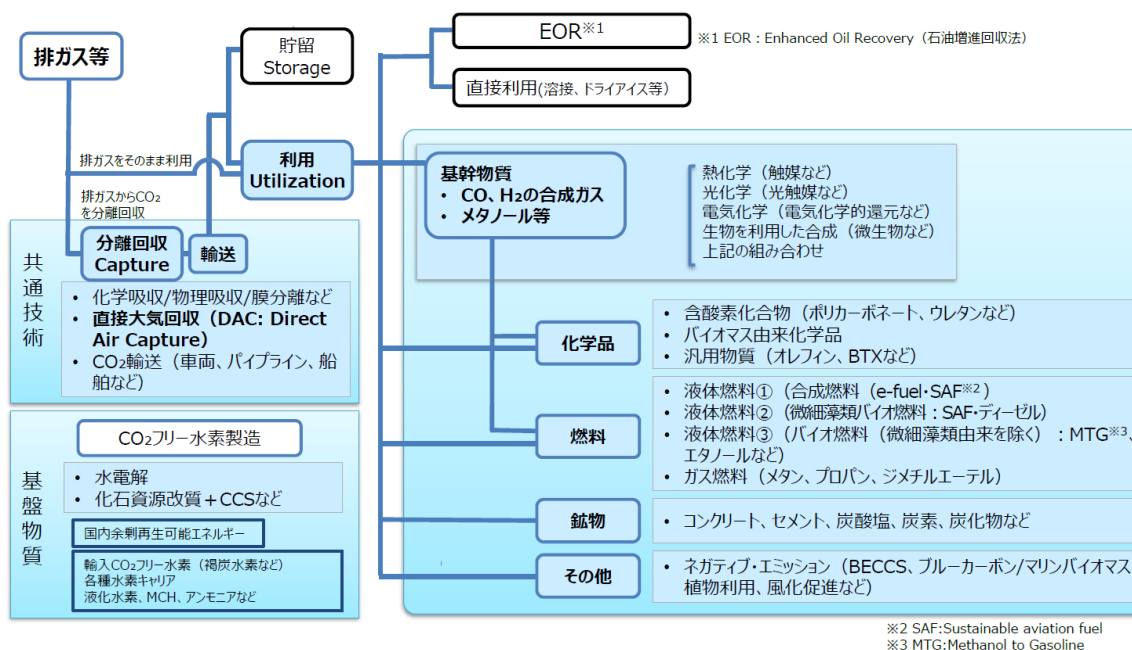 排ガス等
貯留
Storage
EOR※1
※1 EOR : Enhanced Oil Recovery（石油増進回収法）
直接利用(溶接、ドライアイス等）
排ガスをそのまま利用
利用
Utilization
排ガスからCO₂
を分離回収
基幹物質
• CO、H₂の合成ガス
• メタノール等
熱化学（触媒など）
光化学（光触媒など）
電気化学（電気化学的還元など）
生物を利用した合成（微生物など）
上記の組み合わせ
共通技術
分離回収
Capture
輸送
• 化学吸収/物理吸収/膜分離など
• 直接大気回収（DAC: Direct
Air Capture）
• CO₂輸送（車両、パイプライン、船
舶など）
化学品
• 含酸素化合物（ポリカーボネート、ウレタンなど）
• バイオマス由来化学品
• 汎用物質（オレフィン、BTXなど）
燃料
• 液体燃料①（合成燃料（e-fuel・SAF※2）
• 液体燃料②（微細藻類バイオ燃料：SAF・ディーゼル）
• 液体燃料③（バイオ燃料（微細藻類由来を除く）：MTG※3、
エタノールなど）
• ガス燃料（メタン、プロパン、ジメチルエーテル）
基盤物質
CO₂フリー水素製造
• 水電解
• 化石資源改質＋CCSなど
国内余剰再生可能エネルギー
輸入CO₂フリー水素（褐炭水素など）
各種水素キャリア
液化水素、MCH、アンモニアなど
鉱物
• コンクリート、セメント、炭酸塩、炭素、炭化物など
その他
• ネガティブ・エミッション（BECCS、ブルーカーボン/マリンバイオマス
植物利用、風化促進など）
※2 SAF:Sustainable aviation fuel
※3 MTG:Methanol to Gasoline